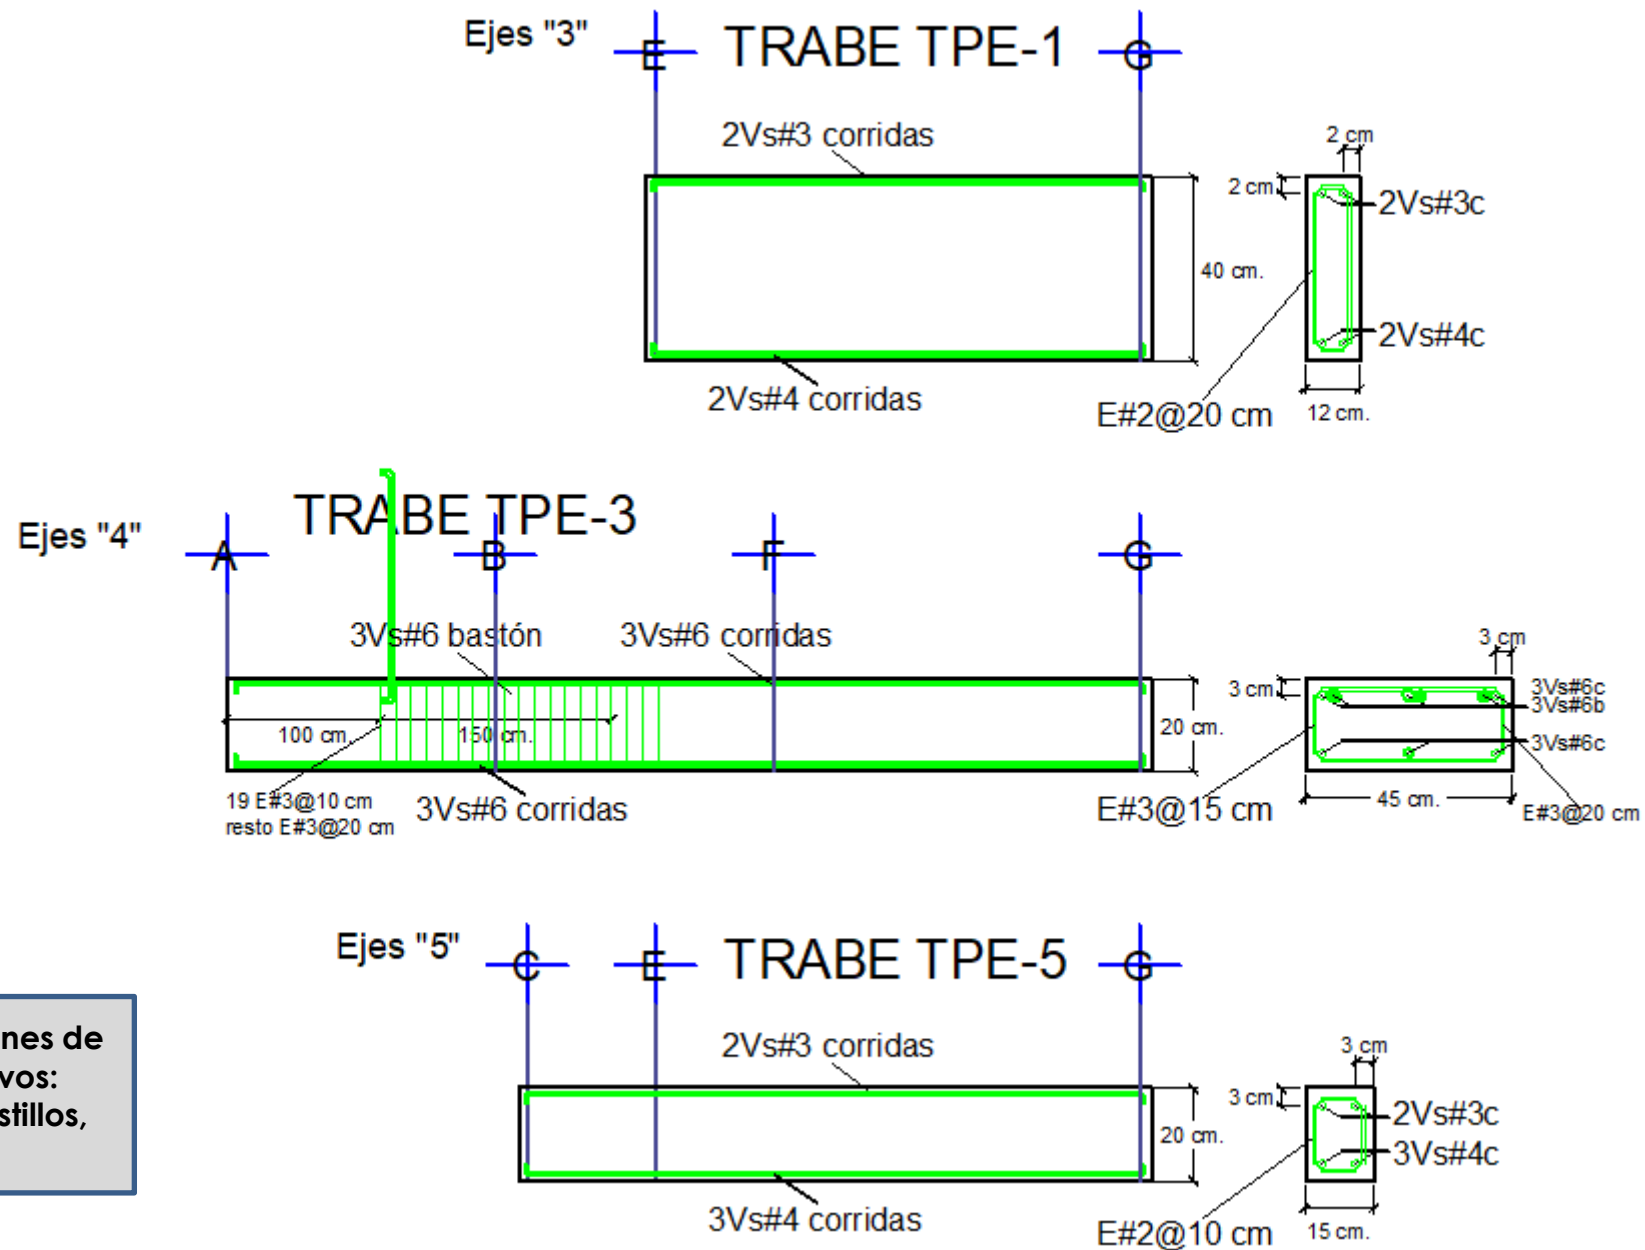 Ejes "3"
E
TRABE TPE-1
G
2Vs#3 corridas
2 cm
2 cm
2Vs#3c
40 cm.
2Vs#4c
2Vs#4 corridas
E#2@20 cm
12 cm.
Ejes "4"
TRABE TPE-3
A
B
F
G
3Vs#6 bastón
3Vs#6 corridas
3 cm
3 cm
3Vs#6c
3Vs#6b
100 cm
150 cm.
20 cm.
3Vs#6c
19 E#3@10 cm
resto E#3@20 cm
3Vs#6 corridas
E#3@15 cm
45 cm.
E#3@20 cm
Ejes "5"
C
E
TRABE TPE-5
G
2Vs#3 corridas
3 cm
3 cm
2Vs#3c
20 cm.
3Vs#4c
3Vs#4 corridas
E#2@10 cm
15 cm.
nes de
vos:
stillos,